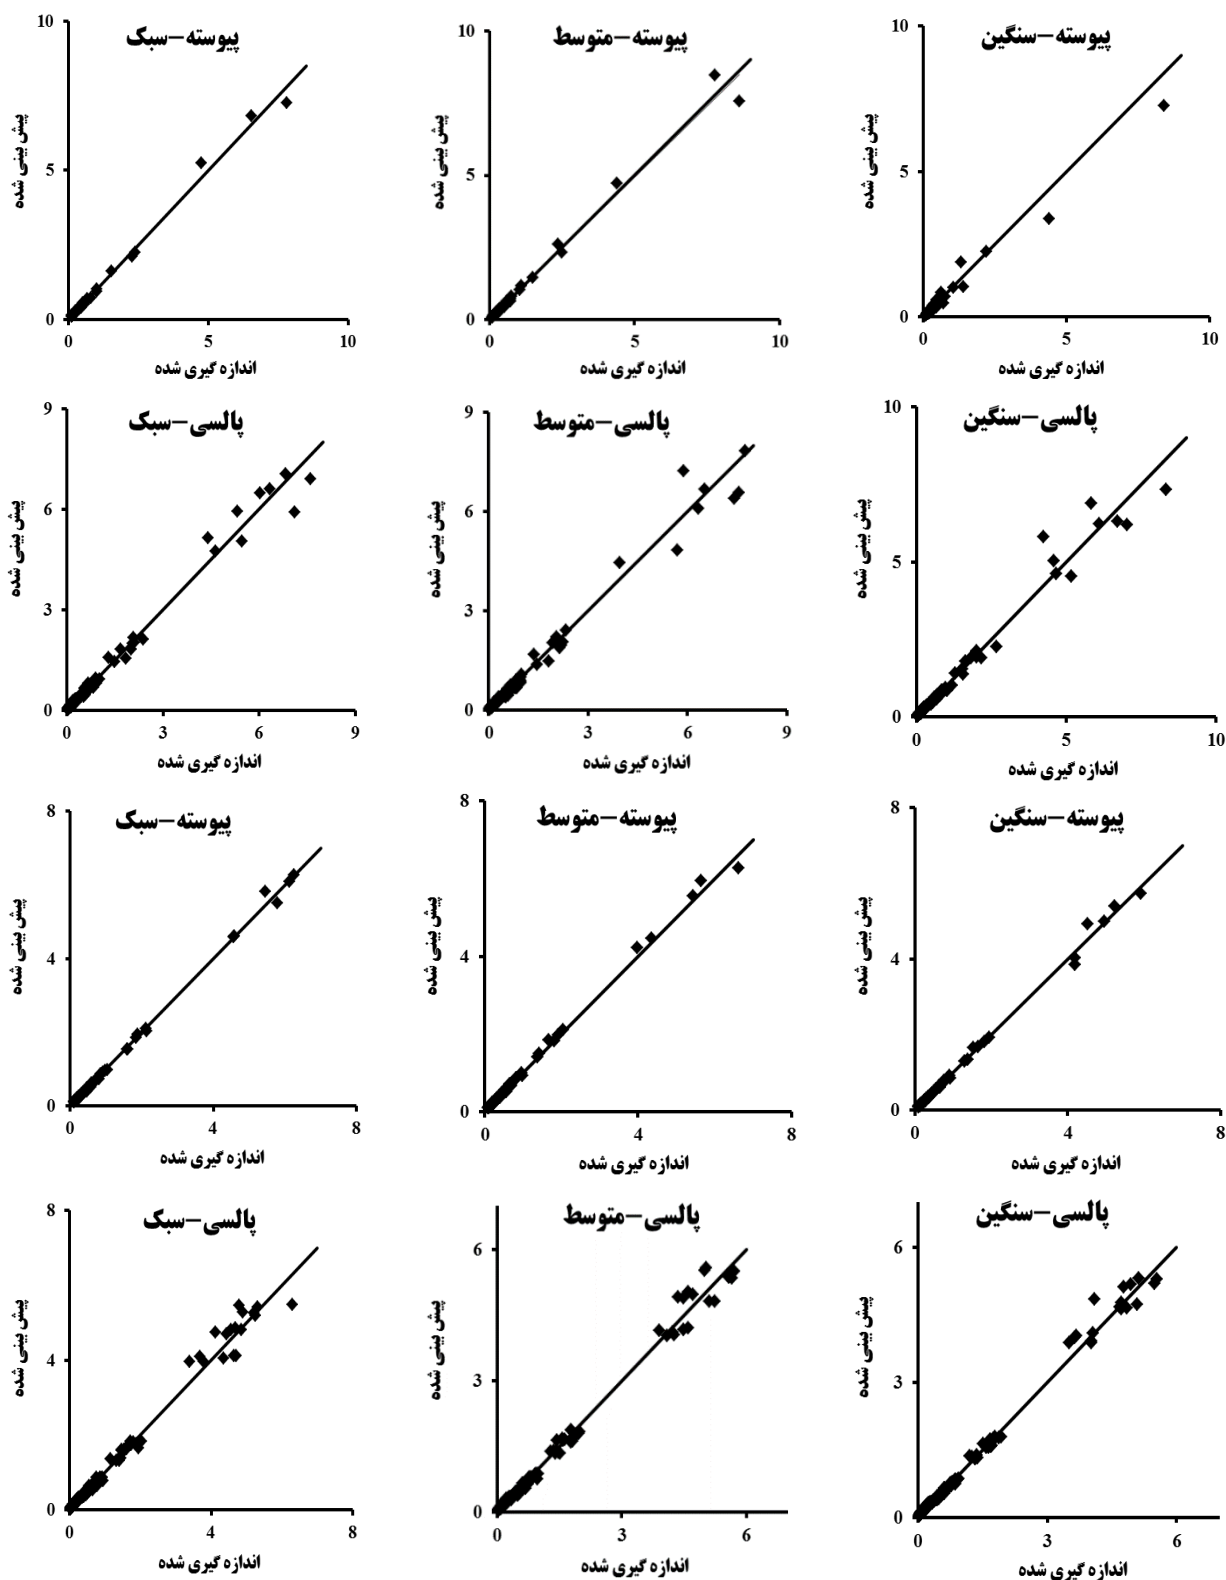 پیوسته-سبک
10
5
0
0 5 10
پیش بینی شده
اندازه گیری شده
پیوسته-متوسط
10
5
0
0 5 10
پیش بینی شده
اندازه گیری شده
پیوسته-سنگین
10
5
0
0 5 10
پیش بینی شده
اندازه گیری شده
پالسی-سبک
9
6
3
0
0 3 6 9
پیش بینی شده
اندازه گیری شده
پالسی-متوسط
9
6
3
0
0 3 6 9
پیش بینی شده
اندازه گیری شده
پالسی-سنگین
10
5
0
0 5 10
پیش بینی شده
اندازه گیری شده
پیوسته-سبک
8
4
0
0 4 8
پیش بینی شده
اندازه گیری شده
پیوسته-متوسط
8
4
0
0 4 8
پیش بینی شده
اندازه گیری شده
پیوسته-سنگین
8
4
0
0 4 8
پیش بینی شده
اندازه گیری شده
پالسی-سبک
8
4
0
0 4 8
پیش بینی شده
اندازه گیری شده
پالسی-متوسط
6
3
0
0 3 6
پیش بینی شده
اندازه گیری شده
پالسی-سنگین
6
3
0
0 3 6
پیش بینی شده
اندازه گیری شده